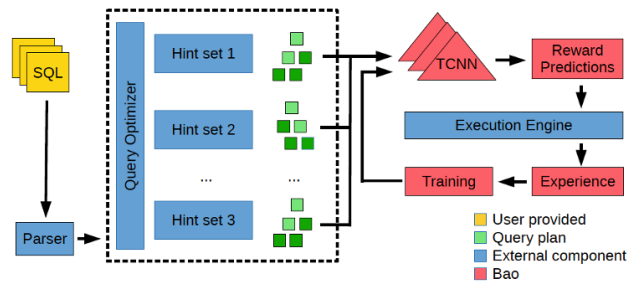 SQL
Parser
Query Optimizer
Hint set 1
Hint set 2
...
...
Hint set 3
TCNN
Reward
Predictions
Execution Engine
Training
Experience
User provided
Query plan
External component
Bao